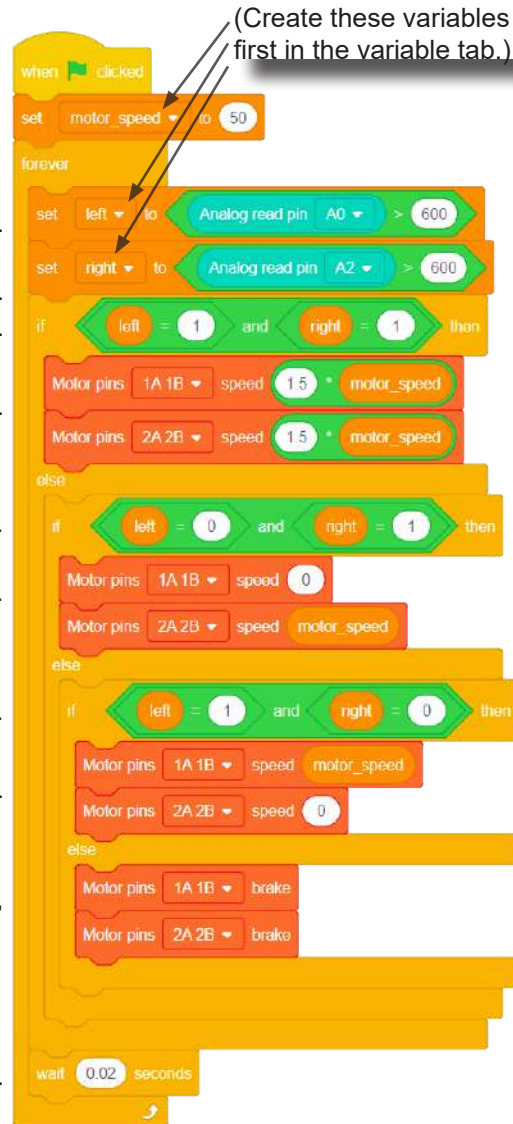 (Create these variables
first in the variable tab.)
when clicked
set motor_speed to 50
forever
set left to Analog read pin A0 > 600
set right to Analog read pin A2 > 600
if left = 1 and right = 1 then
Motor pins 1A 1B speed 1.5 * motor_speed
Motor pins 2A 2B speed 1.5 * motor_speed
else
if left = 0 and right = 1 then
Motor pins 1A 1B speed 0
Motor pins 2A 2B speed motor_speed
else
if left = 1 and right = 0 then
Motor pins 1A 1B speed motor_speed
Motor pins 2A 2B speed 0
else
Motor pins 1A 1B brake
Motor pins 2A 2B brake
wait 0.02 seconds